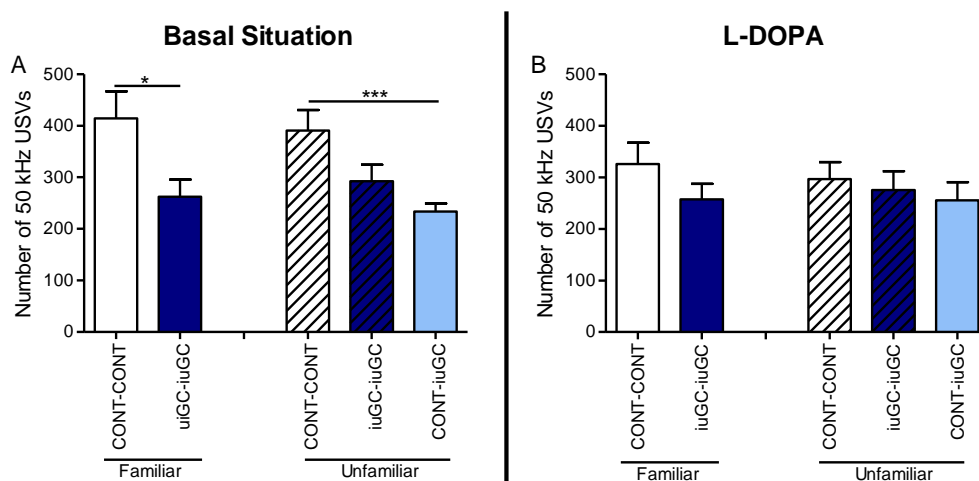 Basal Situation
A
Number of 50 kHz USVs
500
400
300
200
100
0
*
***
CONT-CONT
uiGC-iuGC
CONT-CONT
iuGC-iuGC
CONT-iuGC
Familiar
Unfamiliar
L-DOPA
B
Number of 50 kHz USVs
500
400
300
200
100
0
CONT-CONT
iuGC-iuGC
CONT-CONT
iuGC-iuGC
CONT-iuGC
Familiar
Unfamiliar